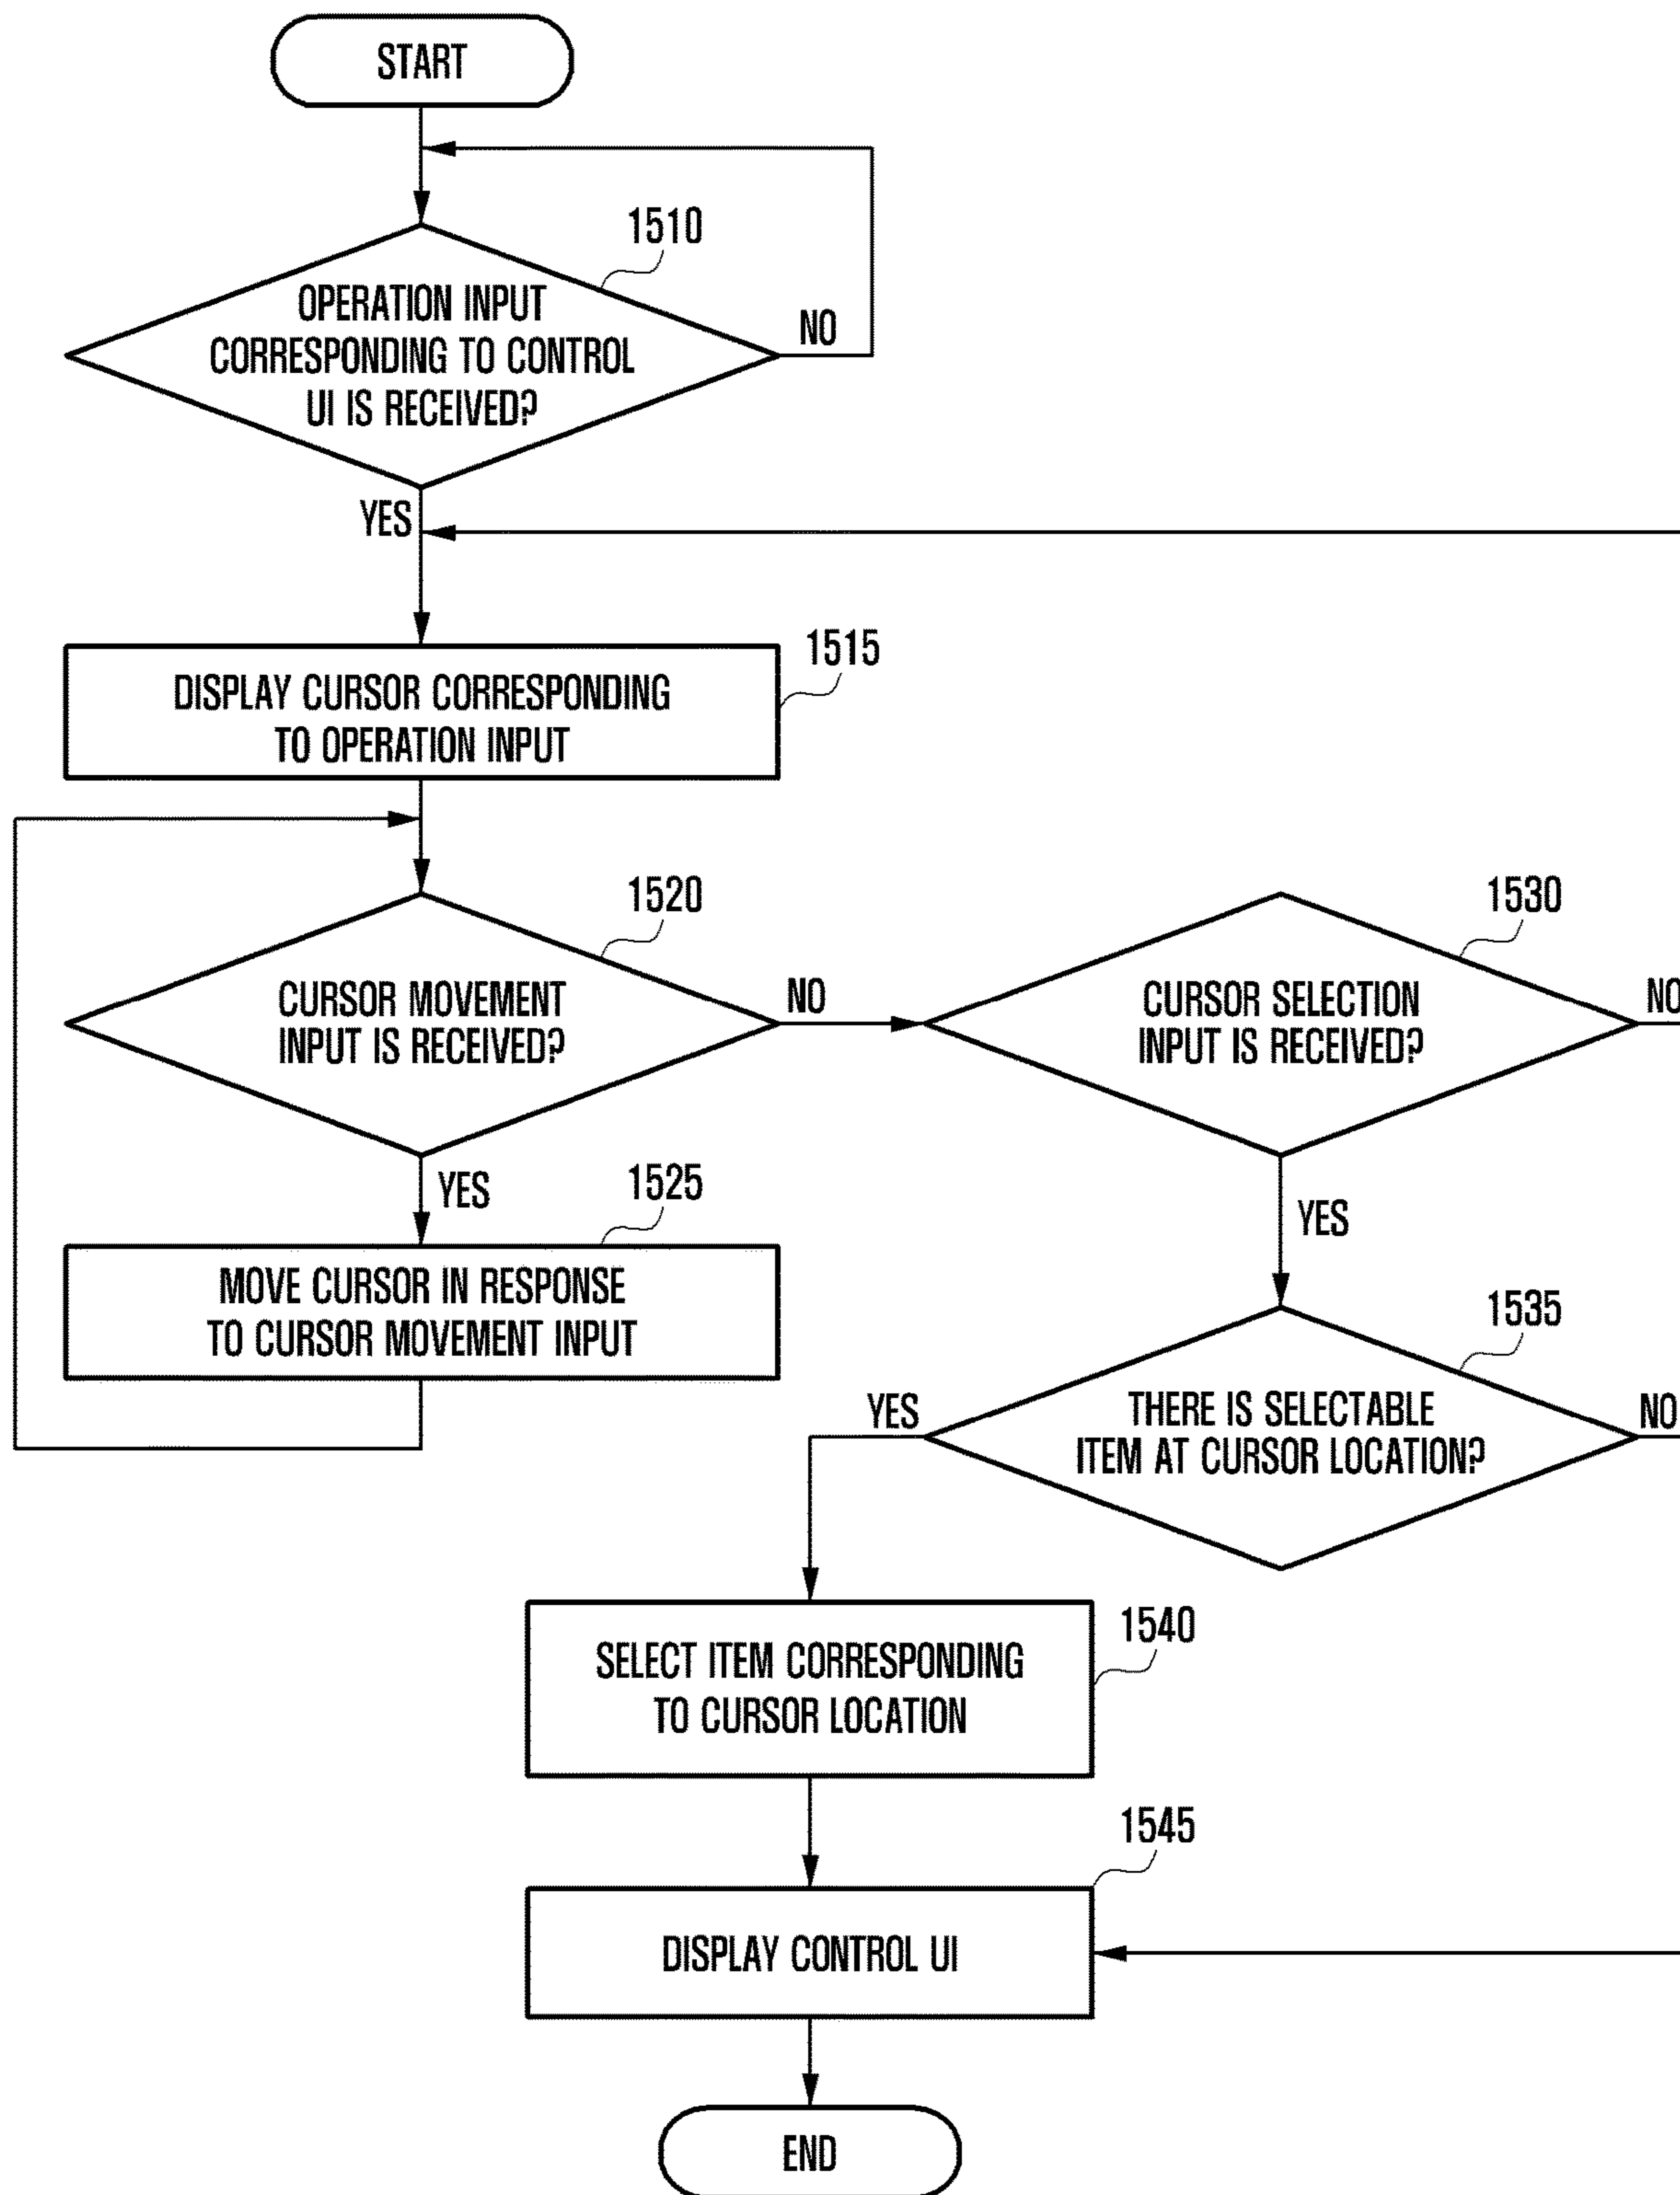 START
1510
OPERATION INPUT
CORRESPONDING TO CONTROL
UI IS RECEIVED?
NO
YES
1515
DISPLAY CURSOR CORRESPONDING
TO OPERATION INPUT
1520
CURSOR MOVEMENT
INPUT IS RECEIVED?
NO
1530
CURSOR SELECTION
INPUT IS RECEIVED?
NO
YES
1525
MOVE CURSOR IN RESPONSE
TO CURSOR MOVEMENT INPUT
YES
1535
THERE IS SELECTABLE
ITEM AT CURSOR LOCATION?
YES
NO
1540
SELECT ITEM CORRESPONDING
TO CURSOR LOCATION
1545
DISPLAY CONTROL UI
END